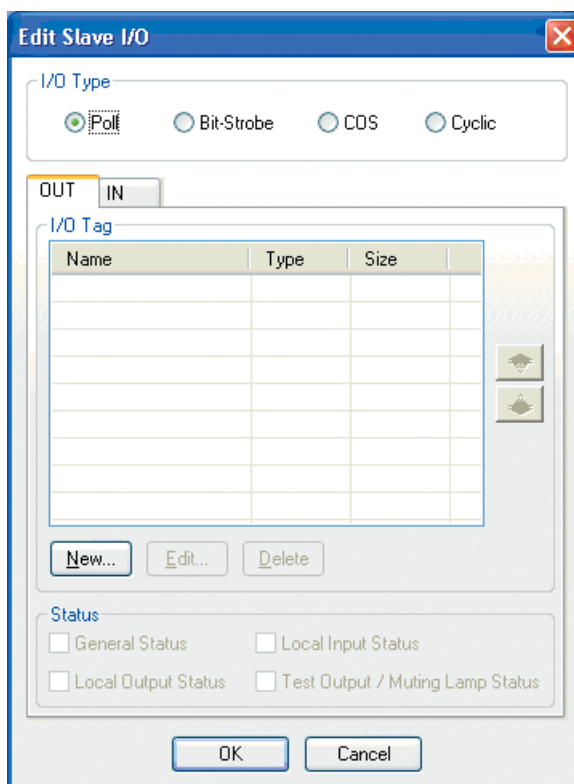 Edit Slave I/O
I/O Type
Poll Bit-Strobe COS Cyclic
OUT IN
I/O Tag
Name Type Size
New... Edit... Delete
Status
General Status Local Input Status
Local Output Status Test Output / Muting Lamp Status
OK Cancel